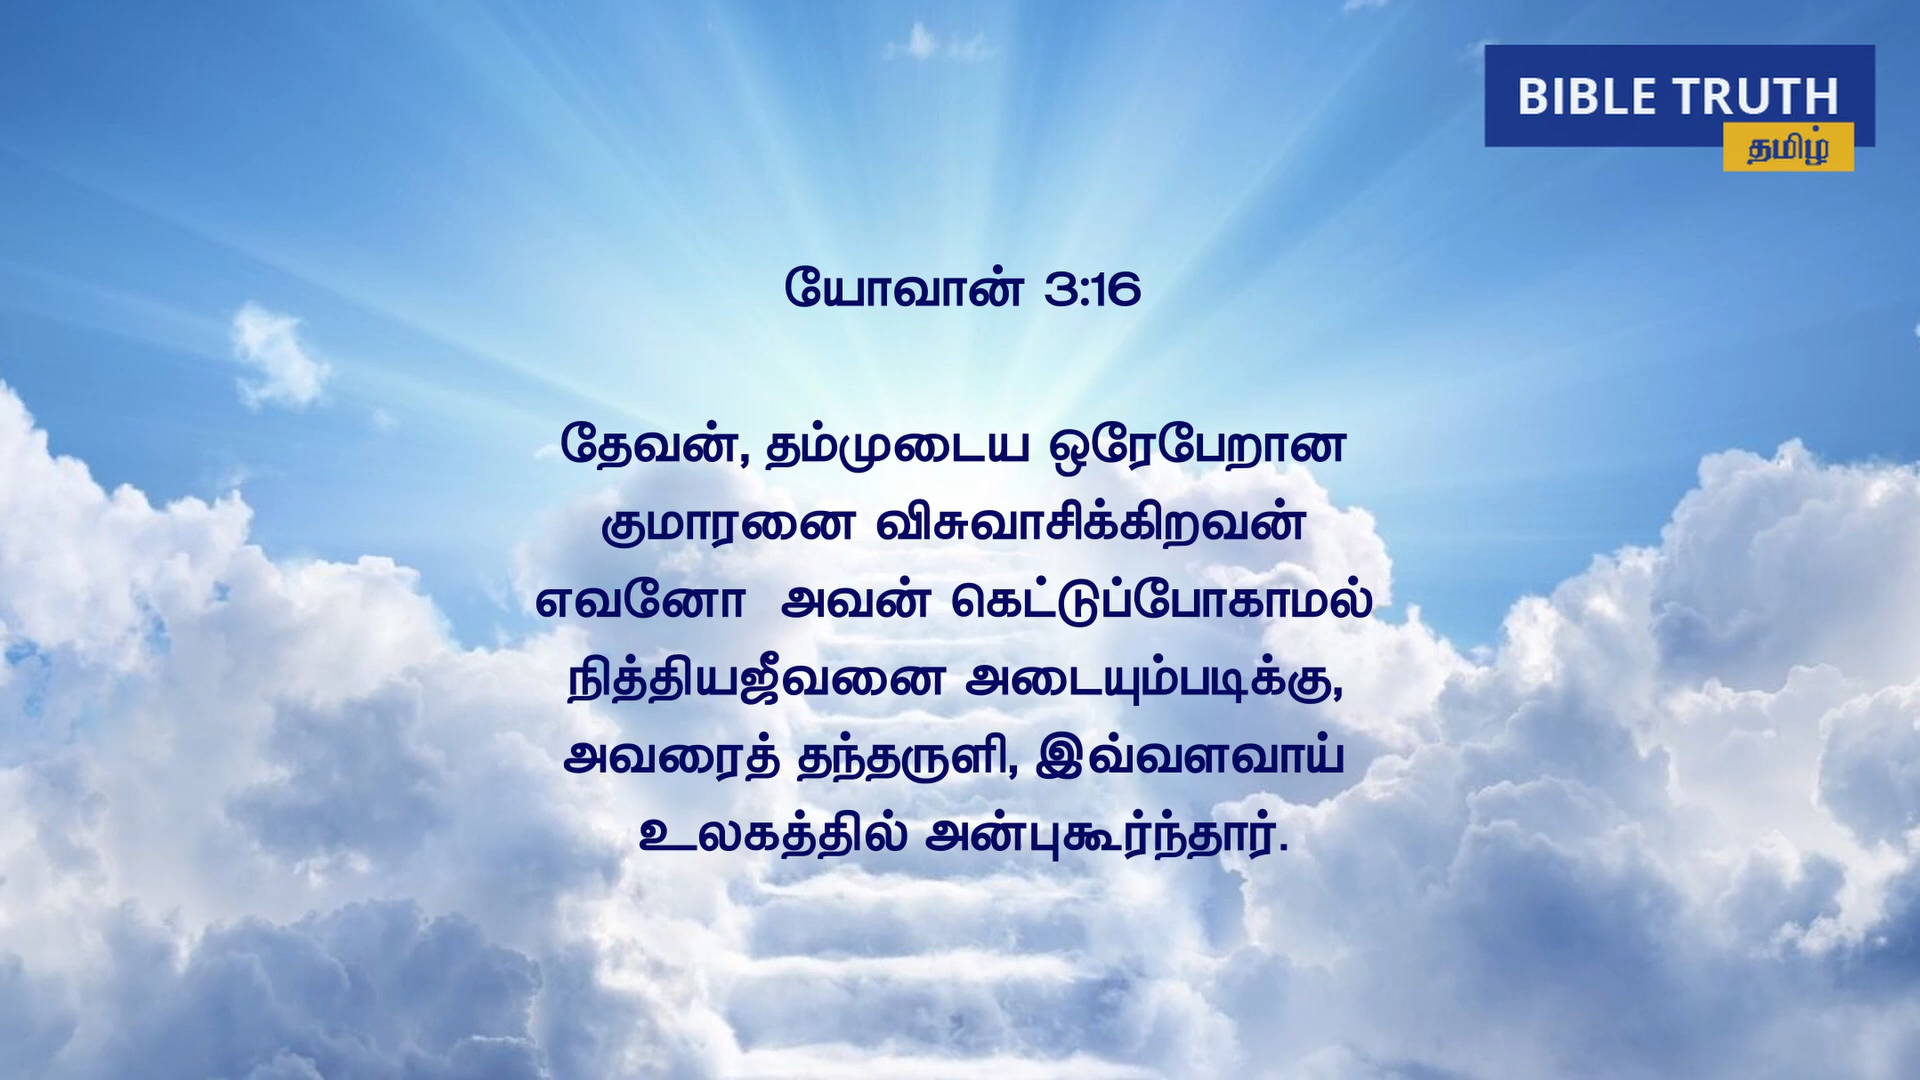 BIBLE TRUTH
தமிழ்
யோவான் 3:16
தேவன், தம்முடைய ஒரேபேறான
குமாரனை விசுவாசிக்கிறவன்
எவனோ அவன் கெட்டுப்போகாமல்
நித்தியஜீவனை அடையும்படிக்கு,
அவரைத் தந்தருளி, இவ்வளவாய்
உலகத்தில் அன்புகூர்ந்தார்.